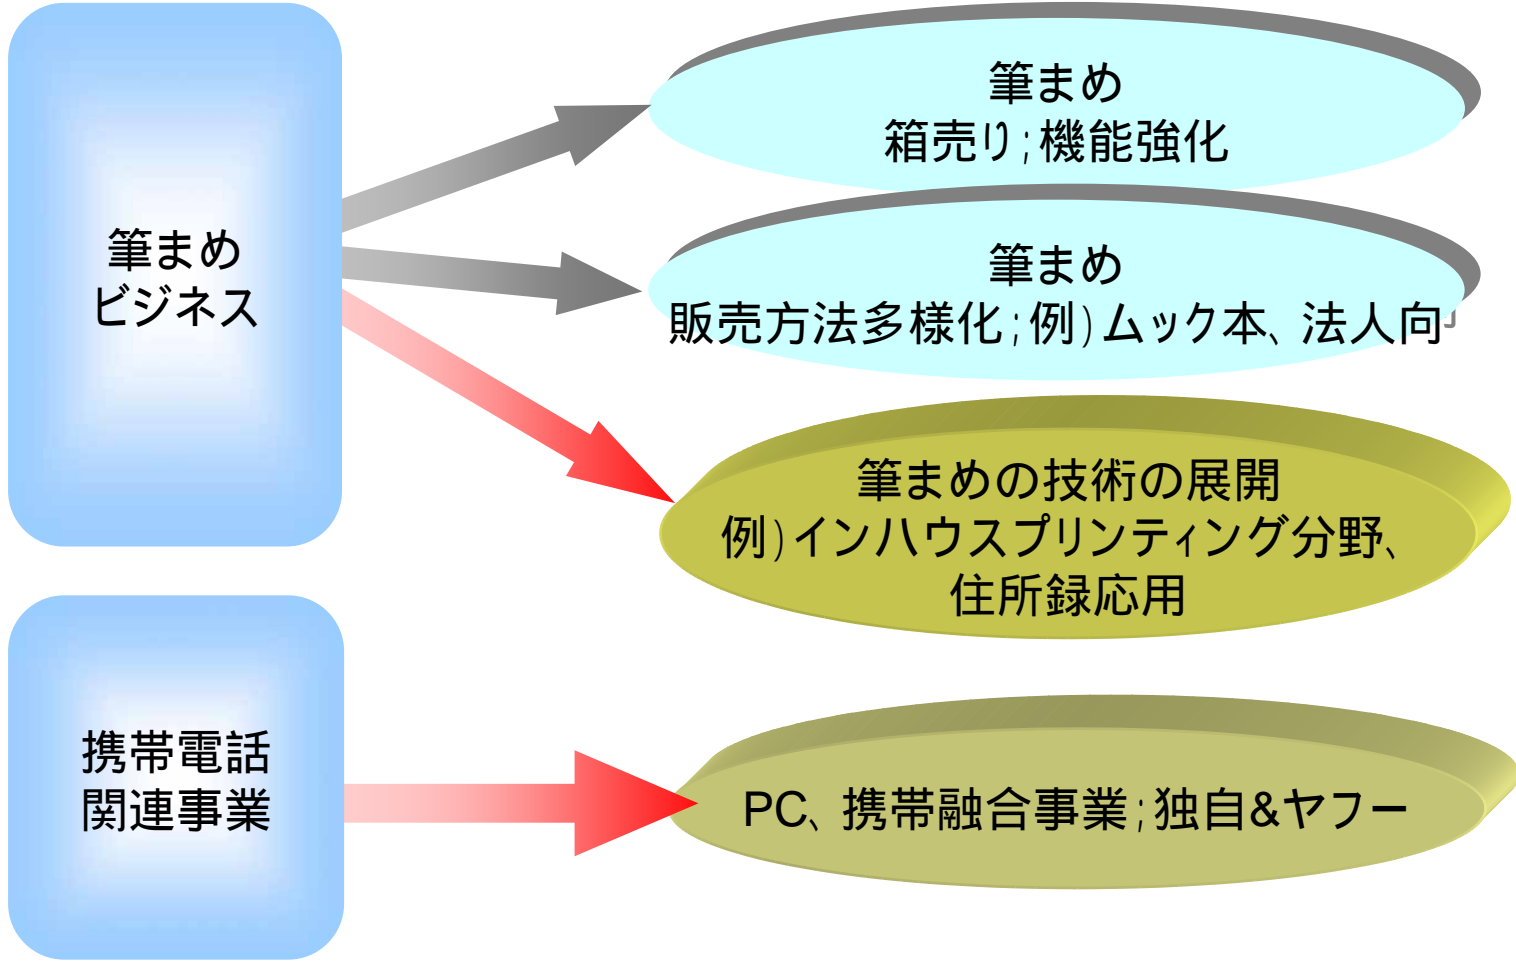 筆まめ
ビジネス
筆まめ
箱売り;機能強化
筆まめ
販売方法多様化;例)ムック本、法人向
筆まめの技術の展開
例)インハウスプリンティング分野、
住所録応用
携帯電話
関連事業
PC、携帯融合事業;独自&ヤフー